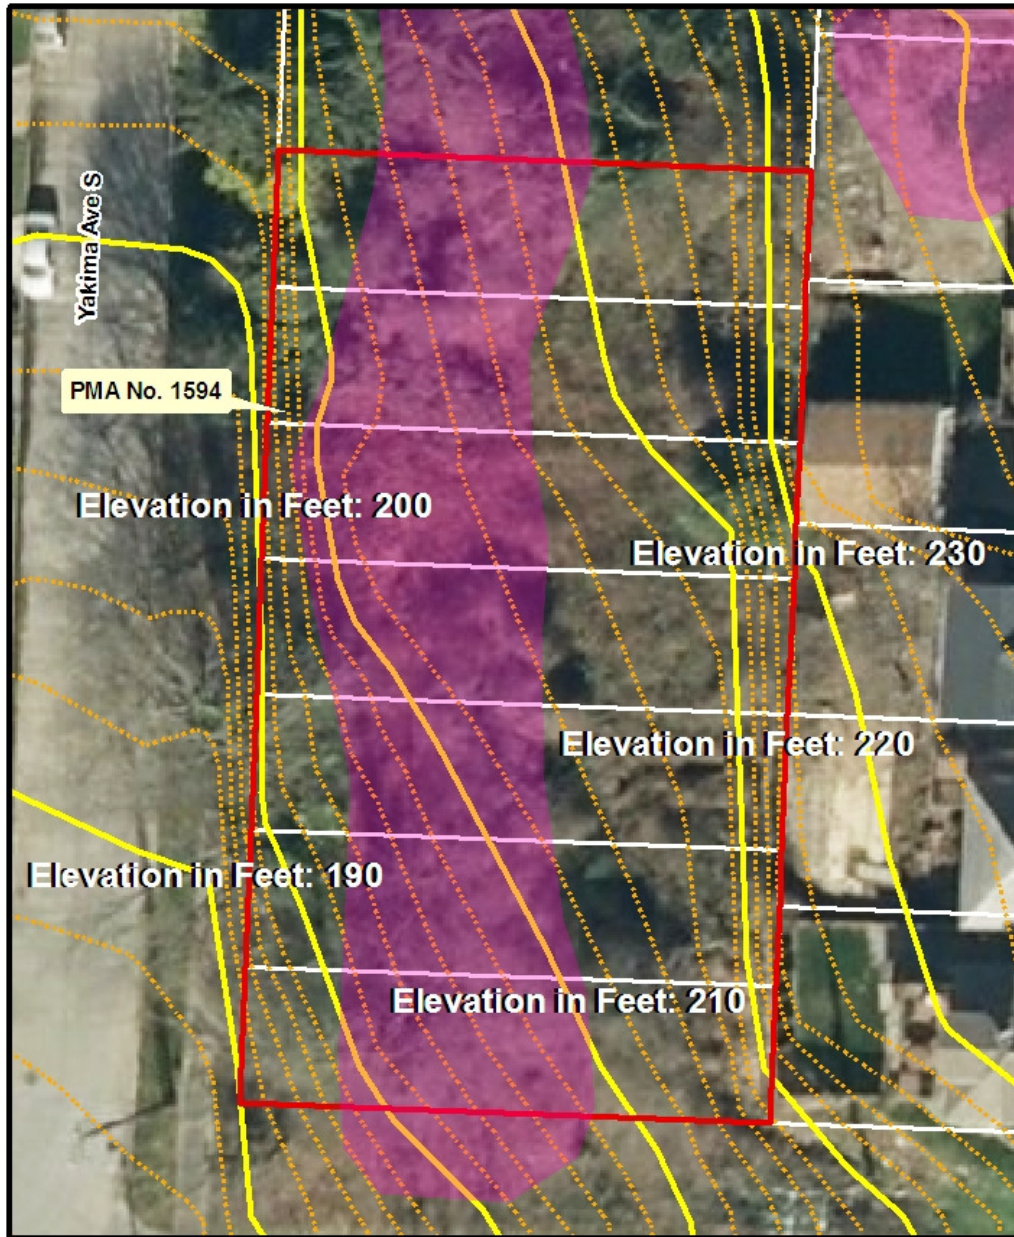 Yakima Ave S
PMA No. 1594
Elevation in Feet: 200
Elevation in Feet: 230
Elevation in Feet: 220
Elevation in Feet: 190
Elevation in Feet: 210